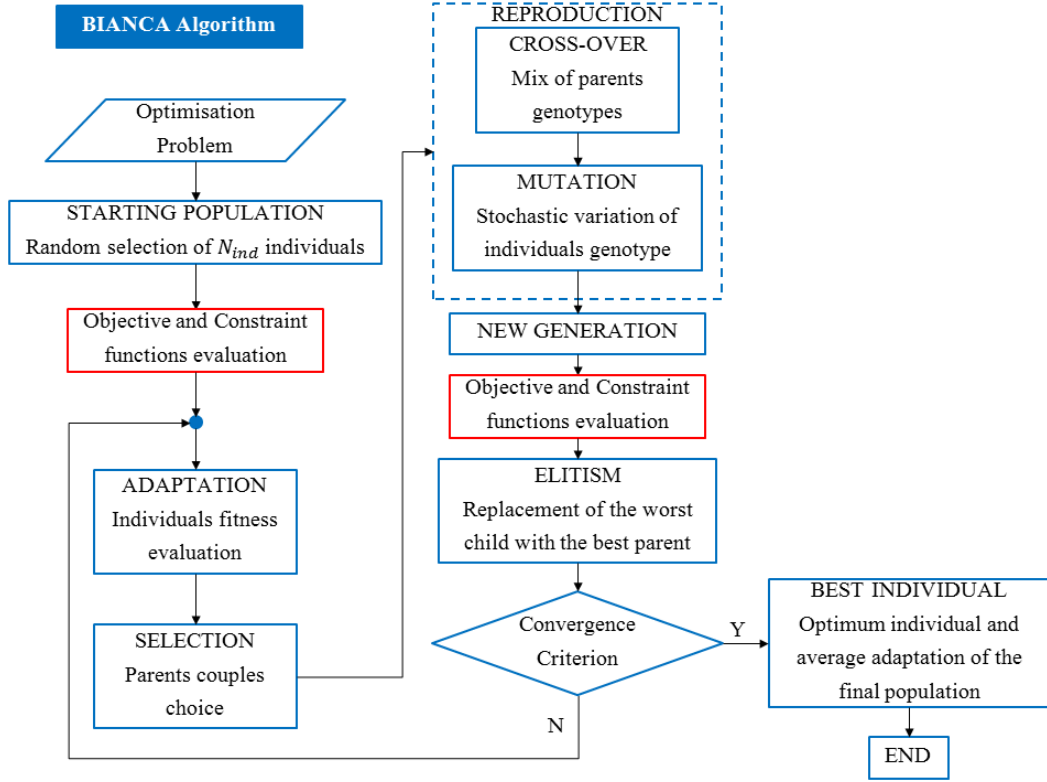 BIANCA Algorithm
Optimisation
Problem
STARTING POPULATION
Random selection of N_ind individuals
Objective and Constraint
functions evaluation
ADAPTATION
Individuals fitness
evaluation
SELECTION
Parents couples
choice
REPRODUCTION
CROSS-OVER
Mix of parents
genotypes
MUTATION
Stochastic variation of
individuals genotype
NEW GENERATION
Objective and Constraint
functions evaluation
ELITISM
Replacement of the worst
child with the best parent
Convergence
Criterion
Y
N
BEST INDIVIDUAL
Optimum individual and
average adaptation of the
final population
END